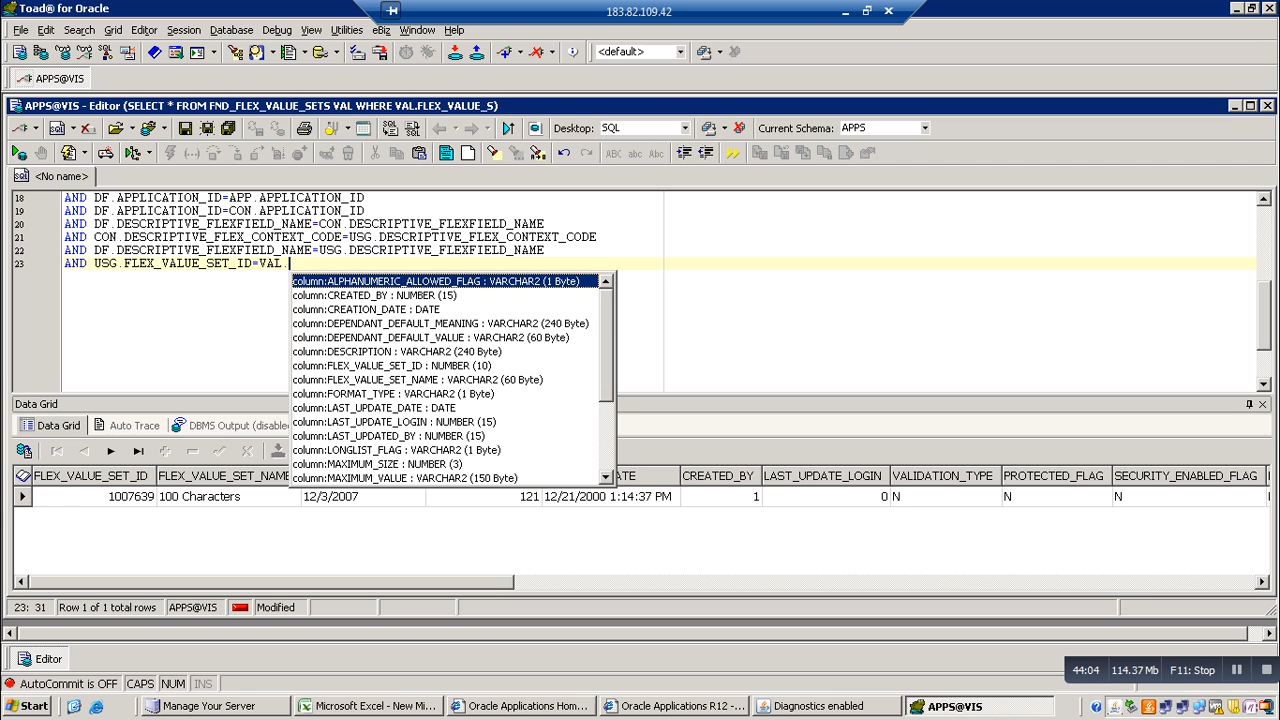 Toad® for Oracle
183.82.109.42
File Edit Search Grid Editor Session Database Debug View Utilities eBiz Window Help
<default>
APPS@VIS
APPS@VIS - Editor (SELECT * FROM FND_FLEX_VALUE_SETS VAL WHERE VAL.FLEX_VALUE_S)
SQL
Desktop: SQL Current Schema: APPS
ABC abc Abc
<No name>
18 AND DF.APPLICATION_ID=APP.APPLICATION_ID
19 AND DF.APPLICATION_ID=CON.APPLICATION_ID
20 AND DF.DESCRIPTIVE_FLEXFIELD_NAME=CON.DESCRIPTIVE_FLEXFIELD_NAME
21 AND CON.DESCRIPTIVE_FLEX_CONTEXT_CODE=USG.DESCRIPTIVE_FLEX_CONTEXT_CODE
22 AND DF.DESCRIPTIVE_FLEXFIELD_NAME=USG.DESCRIPTIVE_FLEXFIELD_NAME
23 AND USG.FLEX_VALUE_SET_ID=VAL.
column:ALPHANUMERIC_ALLOWED_FLAG : VARCHAR2 (1 Byte)
column:CREATED_BY : NUMBER (15)
column:CREATION_DATE : DATE
column:DEPENDANT_DEFAULT_MEANING : VARCHAR2 (240 Byte)
column:DEPENDANT_DEFAULT_VALUE : VARCHAR2 (60 Byte)
column:DESCRIPTION : VARCHAR2 (240 Byte)
column:FLEX_VALUE_SET_ID : NUMBER (10)
column:FLEX_VALUE_SET_NAME : VARCHAR2 (60 Byte)
column:FORMAT_TYPE : VARCHAR2 (1 Byte)
column:LAST_UPDATE_DATE : DATE
column:LAST_UPDATE_LOGIN : NUMBER (15)
column:LAST_UPDATED_BY : NUMBER (15)
column:LONGLIST_FLAG : VARCHAR2 (1 Byte)
column:MAXIMUM_SIZE : NUMBER (3)
column:MAXIMUM_VALUE : VARCHAR2 (150 Byte)
Data Grid
Data Grid Auto Trace DBMS Output (disable
FLEX_VALUE_SET_ID FLEX_VALUE_SET_NAME DATE CREATED_BY LAST_UPDATE_LOGIN VALIDATION_TYPE PROTECTED_FLAG SECURITY_ENABLED_FLAG
1007639 100 Characters 12/3/2007 121 12/21/2000 1:14:37 PM 1 0 N N N
23: 31 Row 1 of 1 total rows APPS@VIS Modified
Editor
44:04 114.37 Mb F11: Stop
AutoCommit is OFF CAPS NUM INS
Start Manage Your Server Microsoft Excel - New Mi... Oracle Applications Hom... Oracle Applications R12 - ... Diagnostics enabled APPS@VIS